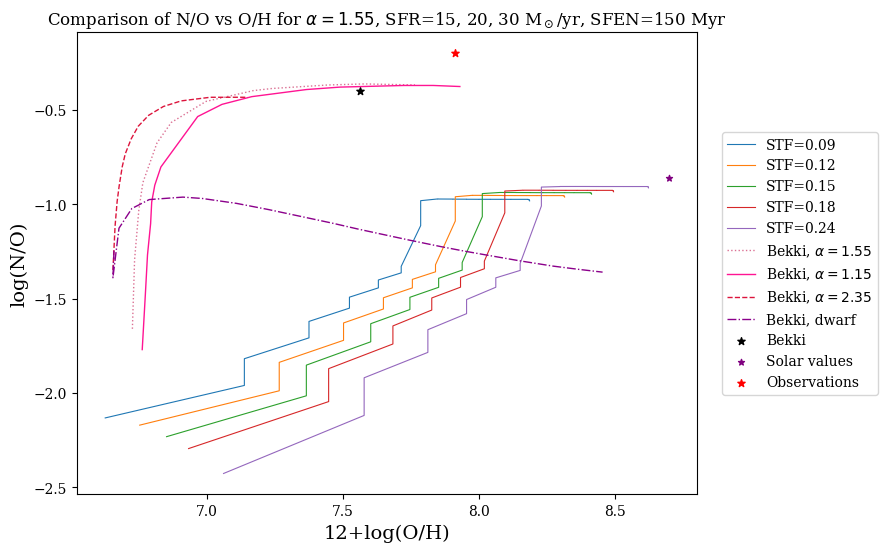 Comparison of N/O vs O/H for α = 1.55, SFR=15, 20, 30 M_⊙/yr, SFEN=150 Myr
log(N/O)
−0.5
−1.0
−1.5
−2.0
−2.5
7.0 7.5 8.0 8.5
12+log(O/H)
STF=0.09
STF=0.12
STF=0.15
STF=0.18
STF=0.24
Bekki, α = 1.55
Bekki, α = 1.15
Bekki, α = 2.35
Bekki, dwarf
Bekki
Solar values
Observations